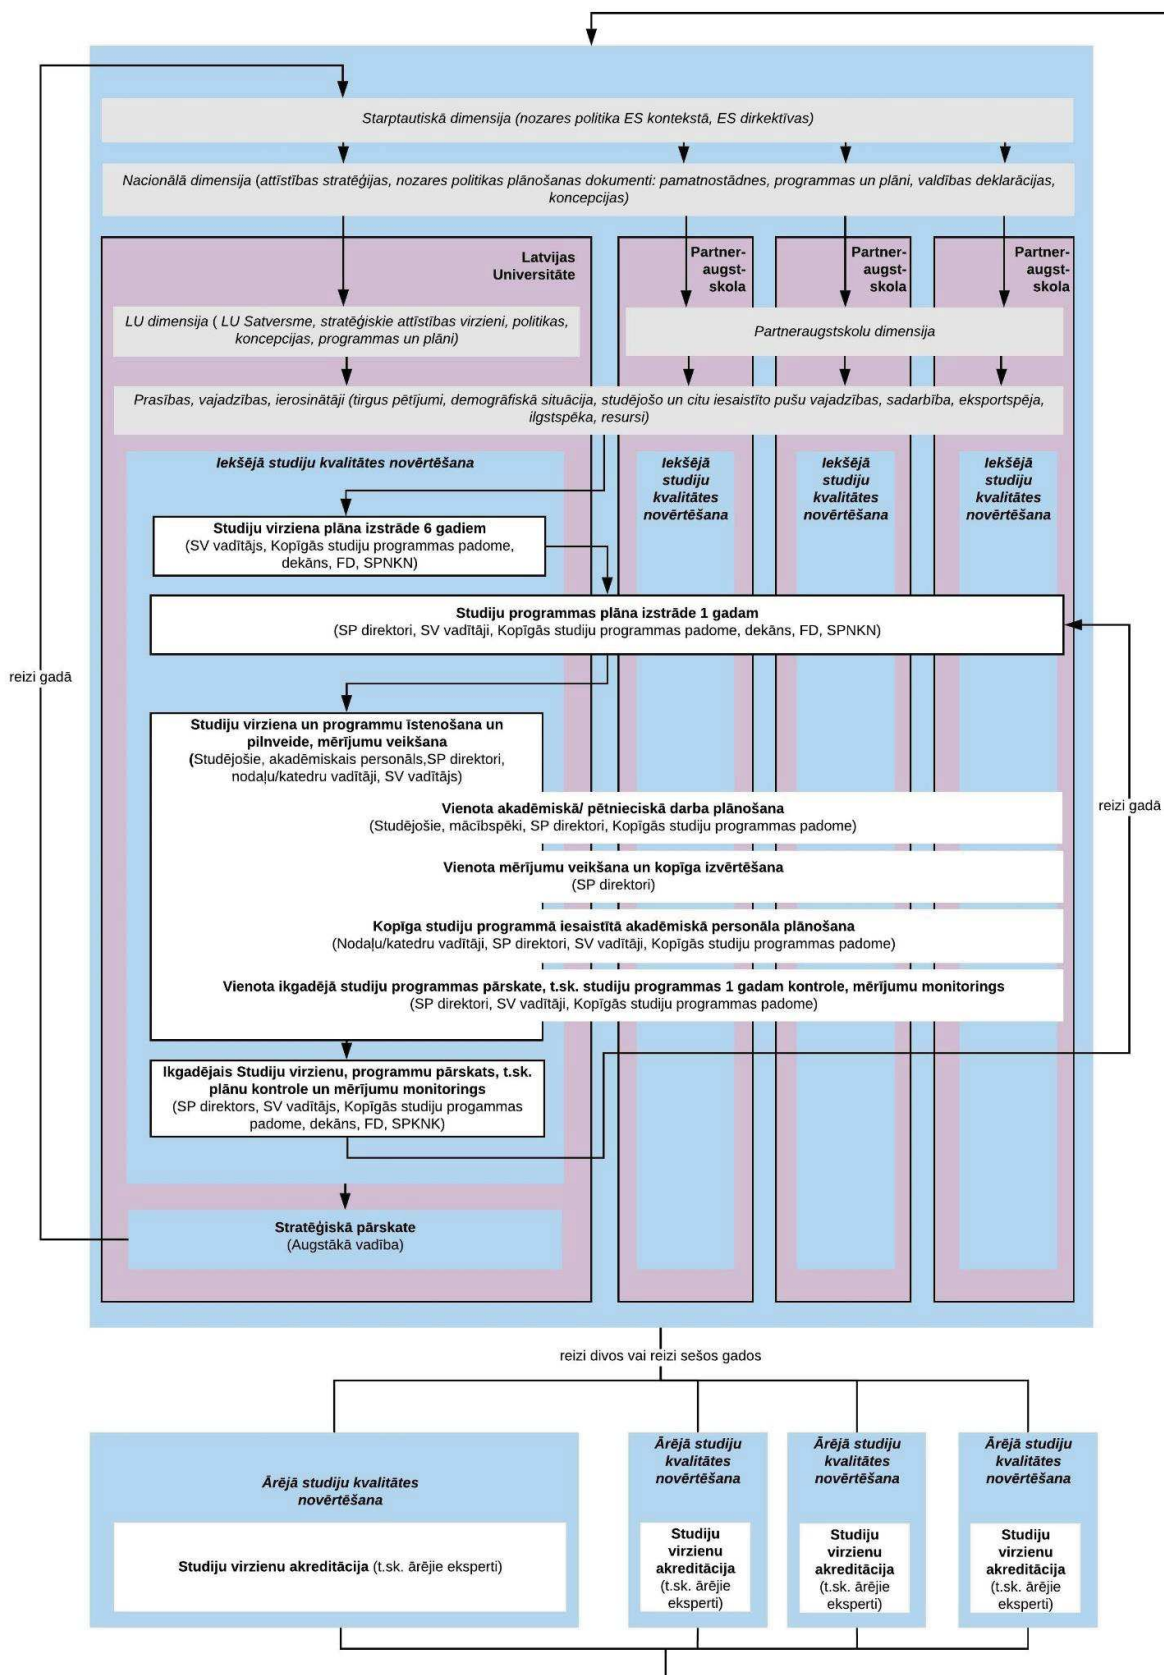 Starptautiskā dimensija (nozares politika ES kontekstā, ES dirkektīvas)
Nacionālā dimensija (attīstības stratēģijas, nozares politikas plānošanas dokumenti: pamatnostādnes, programmas un plāni, valdības deklarācijas,
koncepcijas)
Latvijas
Universitāte
Partner-
augst-
skola
Partner-
augst-
skola
Partner-
augst-
skola
LU dimensija ( LU Satversme, stratēģiskie attīstības virzieni, politikas,
koncepcijas, programmas un plāni)
Partneraugstskolu dimensija
Prasības, vajadzības, ierosinātāji (tirgus pētījumi, demogrāfiskā situācija, studējošo un citu iesaistīto pušu vajadzības, sadarbība, eksportspēja,
ilgstspēka, resursi)
Iekšējā studiju kvalitātes novērtēšana
Iekšējā
studiju
kvalitātes
novērtēšana
Iekšējā
studiju
kvalitātes
novērtēšana
Iekšējā
studiju
kvalitātes
novērtēšana
Studiju virziena plāna izstrāde 6 gadiem
(SV vadītājs, Kopīgās studiju programmas padome,
dekāns, FD, SPNKN)
Studiju programmas plāna izstrāde 1 gadam
(SP direktori, SV vadītāji, Kopīgās studiju programmas padome, dekāns, FD, SPNKN)
reizi gadā
Studiju virziena un programmu īstenošana un
pilnveide, mērījumu veikšana
(Studējošie, akadēmiskais personāls,SP direktori,
nodaļu/katedru vadītāji, SV vadītājs)
Vienota akadēmiskā/ pētnieciskā darba plānošana
(Studējošie, mācībspēki, SP direktori, Kopīgās studiju programmas padome)
reizi gadā
Vienota mērījumu veikšana un kopīga izvērtēšana
(SP direktori)
Kopīga studiju programmā iesaistītā akadēmiskā personāla plānošana
(Nodaļu/katedru vadītāji, SP direktori, SV vadītāji, Kopīgās studiju programmas padome)
Vienota ikgadējā studiju programmas pārskate, t.sk. studiju programmas 1 gadam kontrole, mērījumu monitorings
(SP direktori, SV vadītāji, Kopīgās studiju programmas padome)
Ikgadējais Studiju virzienu, programmu pārskats, t.sk.
plānu kontrole un mērījumu monitorings
(SP direktors, SV vadītājs, Kopīgās studiju progammas
padome, dekāns, FD, SPKNK)
Stratēģiskā pārskate
(Augstākā vadība)
reizi divos vai reizi sešos gados
Ārējā studiju kvalitātes
novērtēšana
Studiju virzienu akreditācija (t.sk. ārējie eksperti)
Ārējā studiju
kvalitātes
novērtēšana
Studiju
virzienu
akreditācija
(t.sk. ārējie
eksperti)
Ārējā studiju
kvalitātes
novērtēšana
Studiju
virzienu
akreditācija
(t.sk. ārējie
eksperti)
Ārējā studiju
kvalitātes
novērtēšana
Studiju
virzienu
akreditācija
(t.sk. ārējie
eksperti)